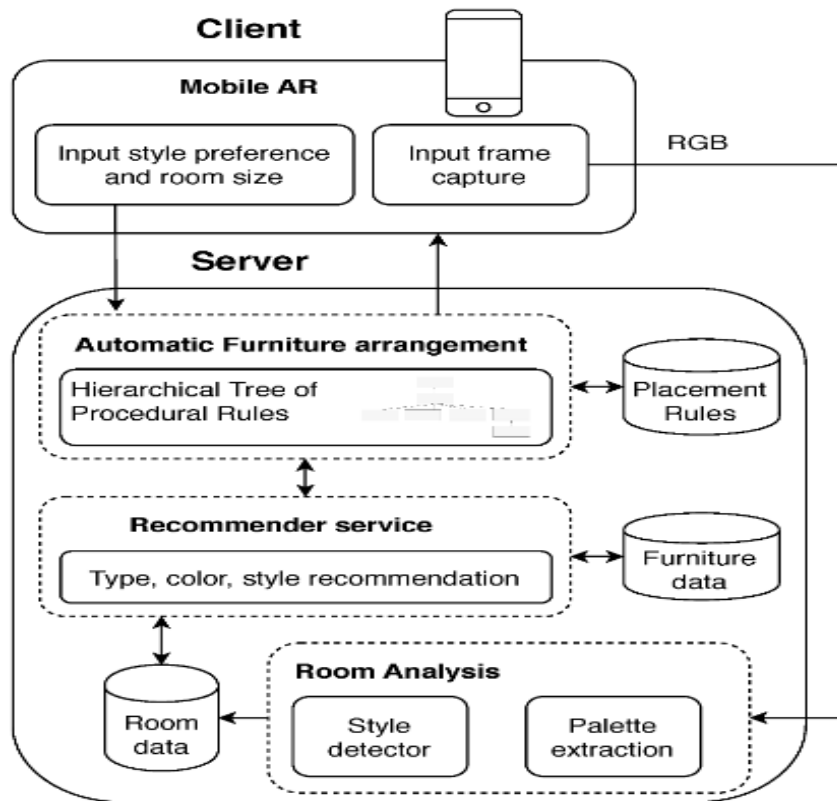 Client
Mobile AR
Input style preference
and room size
Input frame
capture
RGB
Server
Automatic Furniture arrangement
Hierarchical Tree of
Procedural Rules
Placement
Rules
Recommender service
Type, color, style recommendation
Furniture
data
Room Analysis
Room
data
Style
detector
Palette
extraction